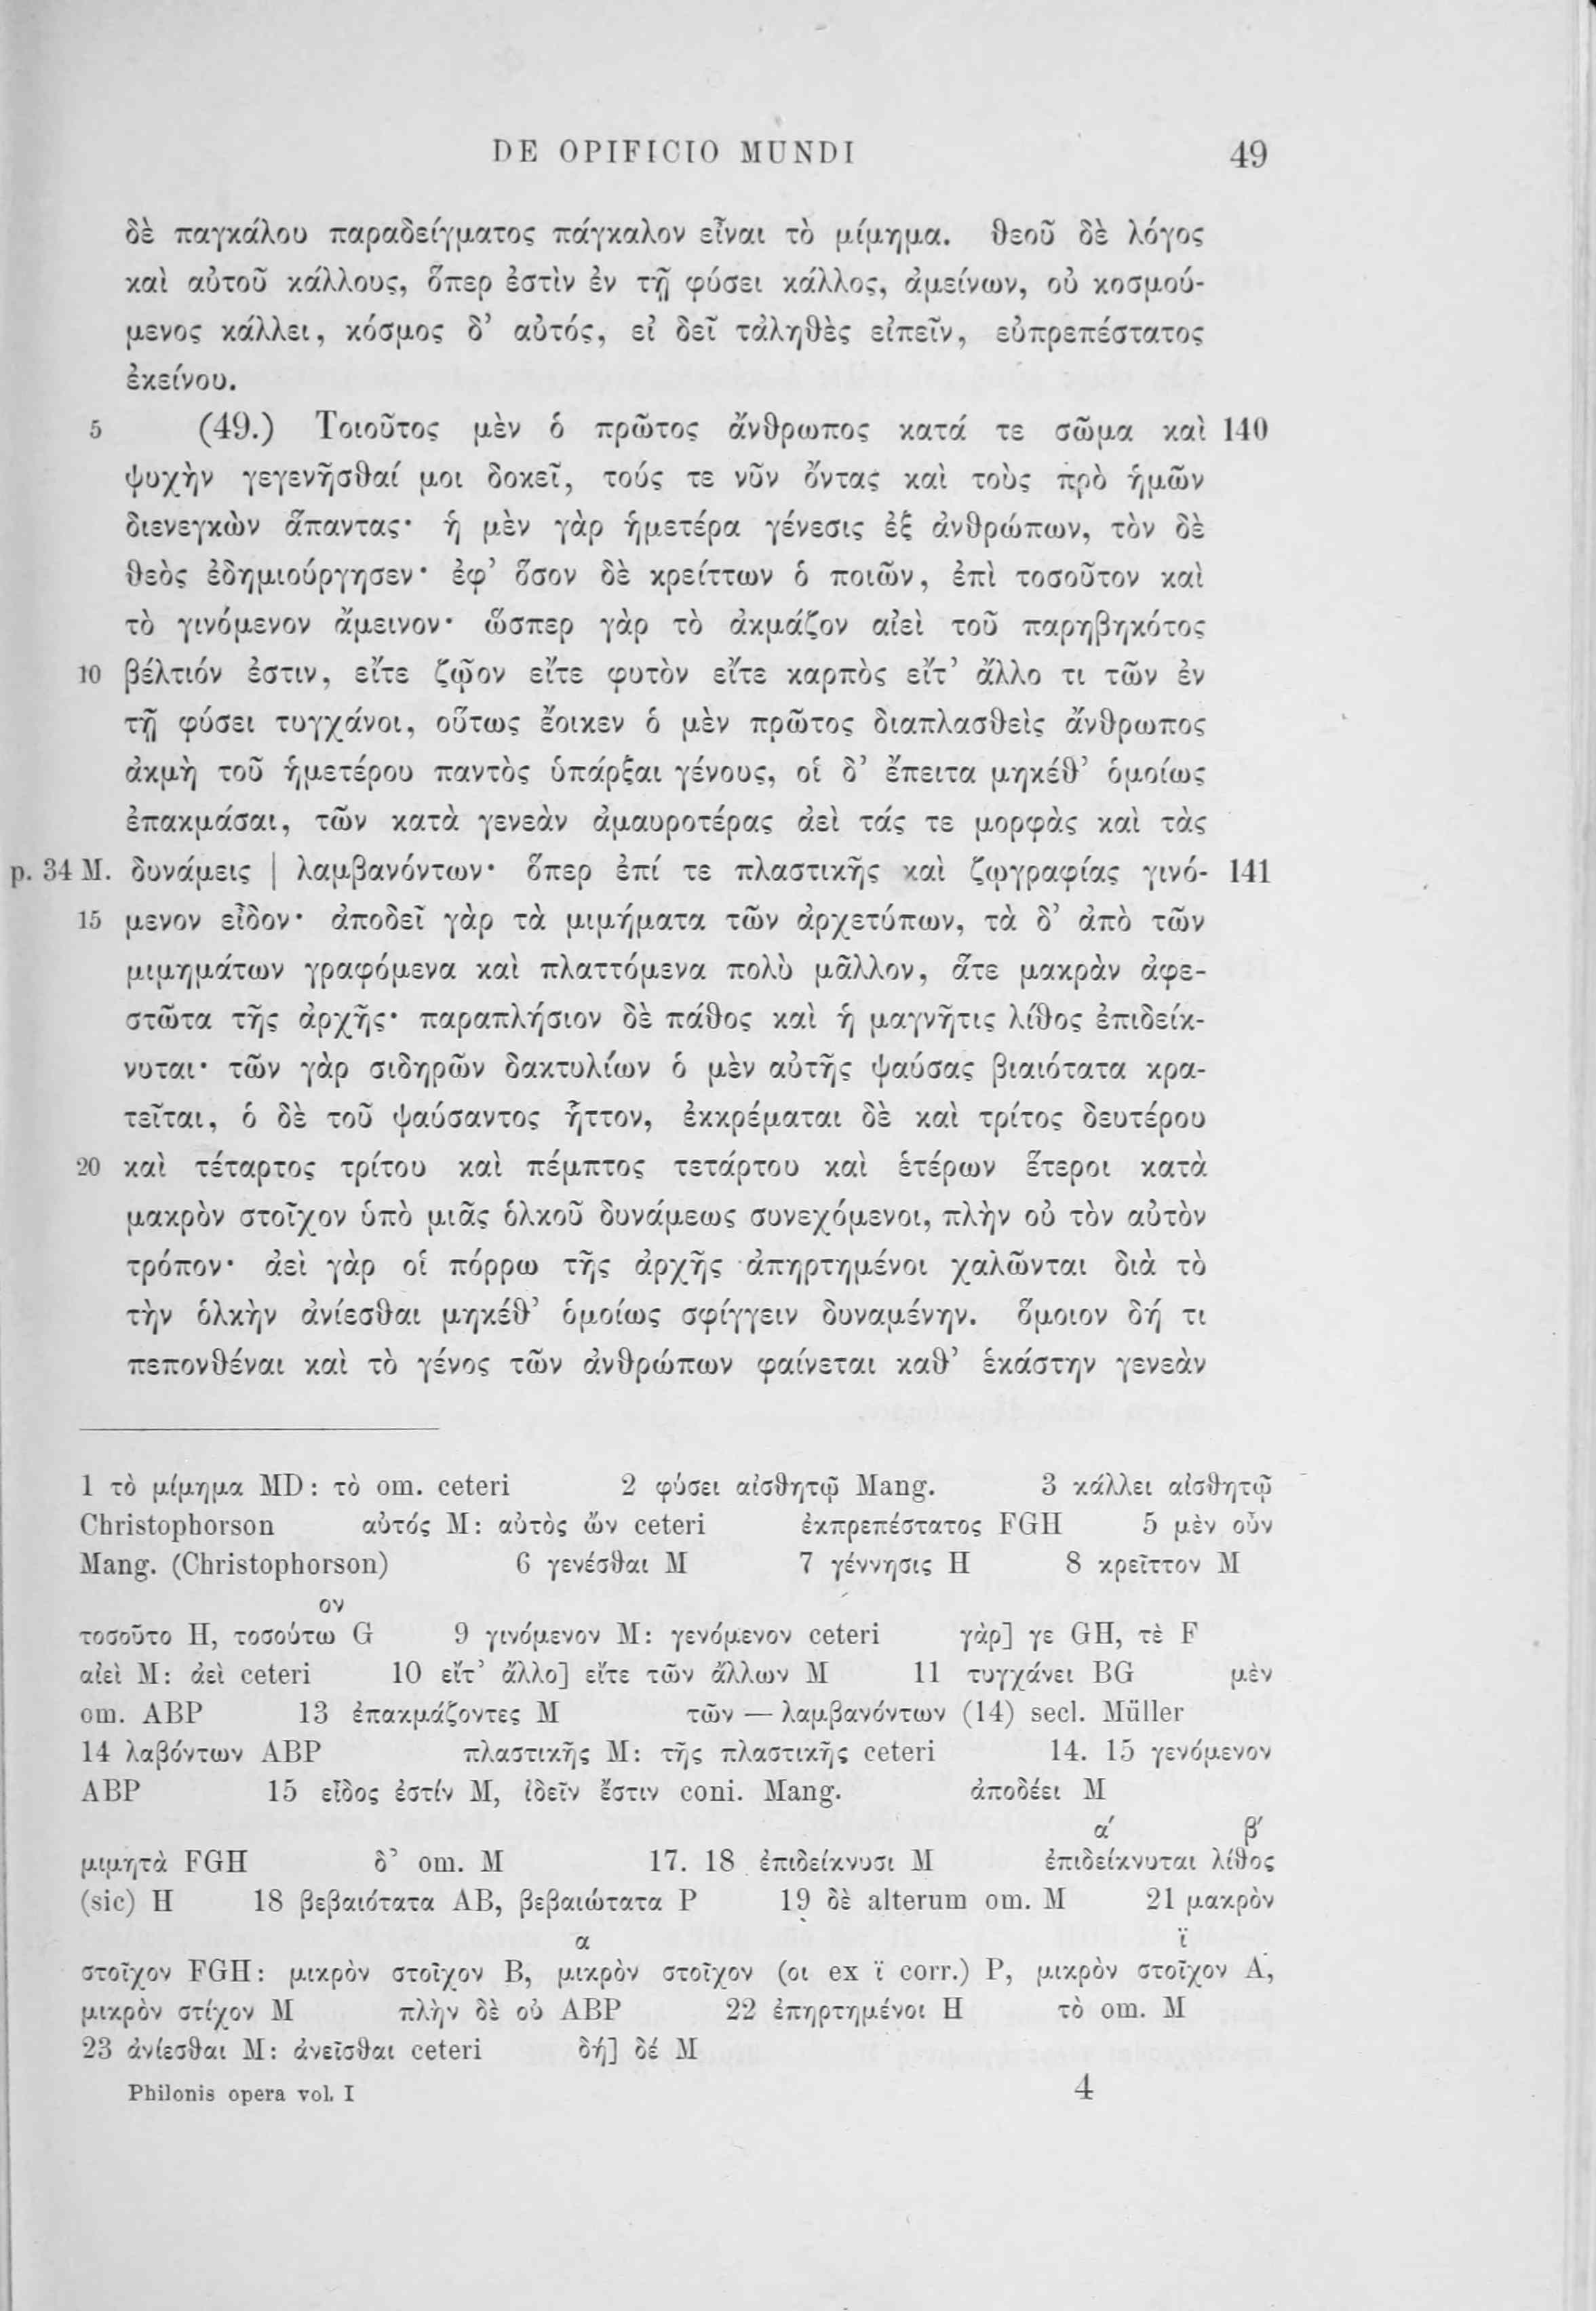 DE OPIFICIO MUNDI 49
δὲ παγκάλου παραδείγματος πάγκαλον εἶναι τὸ μίμημα. θεοῦ δὲ λόγος
καὶ αὐτοῦ κάλλους, ὅπερ ἐστὶν ἐν τῇ φύσει κάλλος, ἀμείνων, οὐ κοσμού-
μενος κάλλει, κόσμος δ’ αὐτός, εἰ δεῖ τἀληθὲς εἰπεῖν, εὐπρεπέστατος
ἐκείνου.
5 (49.) Τοιοῦτος μὲν ὁ πρῶτος ἄνθρωπος κατά τε σῶμα καὶ 140
ψυχὴν γεγενῆσθαί μοι δοκεῖ, τούς τε νῦν ὄντας καὶ τοὺς πρὸ ἡμῶν
διενεγκὼν ἅπαντας· ἡ μὲν γὰρ ἡμετέρα γένεσις ἐξ ἀνθρώπων, τὸν δὲ
θεὸς ἐδημιούργησεν· ἐφ’ ὅσον δὲ κρείττων ὁ ποιῶν, ἐπὶ τοσοῦτον καὶ
τὸ γινόμενον ἄμεινον· ὥσπερ γὰρ τὸ ἀκμάζον αἰεὶ τοῦ παρηβηκότος
10 βέλτιόν ἐστιν, εἴτε ζῷον εἴτε φυτὸν εἴτε καρπὸς εἴτ’ ἄλλο τι τῶν ἐν
τῇ φύσει τυγχάνοι, οὕτως ἔοικεν ὁ μὲν πρῶτος διαπλασθεὶς ἄνθρωπος
ἀκμὴ τοῦ ἡμετέρου παντὸς ὑπάρξαι γένους, οἱ δ’ ἔπειτα μηκέθ’ ὁμοίως
ἐπακμάσαι, τῶν κατὰ γενεὰν ἀμαυροτέρας ἀεὶ τάς τε μορφὰς καὶ τὰς
p. 34 M. δυνάμεις | λαμβανόντων· ὅπερ ἐπί τε πλαστικῆς καὶ ζῳγραφίας γινό- 141
15 μενον εἶδον· ἀποδεῖ γὰρ τὰ μιμήματα τῶν ἀρχετύπων, τὰ δ’ ἀπὸ τῶν
μιμημάτων γραφόμενα καὶ πλαττόμενα πολὺ μᾶλλον, ἅτε μακρὰν ἀφε-
στῶτα τῆς ἀρχῆς· παραπλήσιον δὲ πάθος καὶ ἡ μαγνῆτις λίθος ἐπιδείκ-
νυται· τῶν γὰρ σιδηρῶν δακτυλίων ὁ μὲν αὐτῆς ψαύσας βιαιότατα κρα-
τεῖται, ὁ δὲ τοῦ ψαύσαντος ἧττον, ἐκκρέμαται δὲ καὶ τρίτος δευτέρου
20 καὶ τέταρτος τρίτου καὶ πέμπτος τετάρτου καὶ ἑτέρων ἕτεροι κατὰ
μακρὸν στοῖχον ὑπὸ μιᾶς ὁλκοῦ δυνάμεως συνεχόμενοι, πλὴν οὐ τὸν αὐτὸν
τρόπον· ἀεὶ γὰρ οἱ πόρρω τῆς ἀρχῆς ἀπηρτημένοι χαλῶνται διὰ τὸ
τὴν ὁλκὴν ἀνίεσθαι μηκέθ’ ὁμοίως σφίγγειν δυναμένην. ὅμοιον δή τι
πεπονθέναι καὶ τὸ γένος τῶν ἀνθρώπων φαίνεται καθ’ ἑκάστην γενεὰν
1 τὸ μίμημα MD: τὸ om. ceteri 2 φύσει αἰσθητῷ Mang. 3 κάλλει αἰσθητῷ
Christophorson αὐτός M: αὐτὸς ὤν ceteri ἐκπρεπέστατος FGH 5 μὲν οὖν
Mang. (Christophorson) 6 γενέσθαι M 7 γέννησις H 8 κρεῖττον M
ον
τοσοῦτο H, τοσούτω G 9 γινόμενον M: γενόμενον ceteri γὰρ] γε GH, τὲ F
αἰεὶ M: ἀεὶ ceteri 10 εἴτ’ ἄλλο] εἴτε τῶν ἄλλων M 11 τυγχάνει BG μὲν
om. ABP 13 ἐπακμάζοντες M τῶν — λαμβανόντων (14) secl. Müller
14 λαβόντων ABP πλαστικῆς M: τῆς πλαστικῆς ceteri 14. 15 γενόμενον
ABP 15 εἶδος ἐστίν M, ἰδεῖν ἔστιν coni. Mang. ἀποδέει M
α′ β′
μιμητὰ FGH δ’ om. M 17. 18 ἐπιδείκνυσι M ἐπιδείκνυται λίθος
(sic) H 18 βεβαιότατα AB, βεβαιώτατα P 19 δὲ alterum om. M 21 μακρὸν
α ϊ
στοῖχον FGH: μικρὸν στοῖχον B, μικρὸν στοῖχον (οι ex ϊ corr.) P, μικρὸν στοῖχον A,
μικρὸν στίχον M πλὴν δὲ οὐ ABP 22 ἐπηρτημένοι H τὸ om. M
23 ἀνίεσθαι M: ἀνεῖσθαι ceteri δή] δέ M
Philonis opera vol. I 4